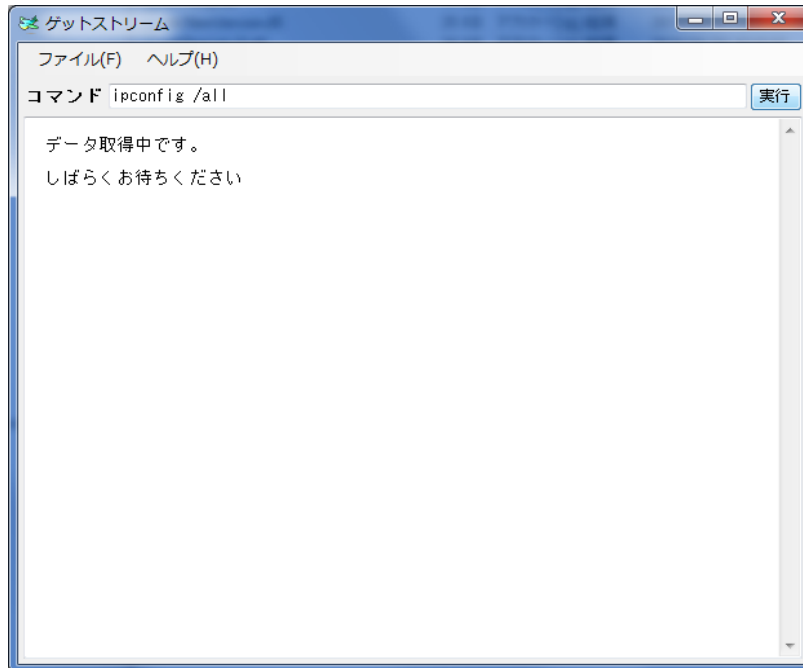 ゲットストリーム
ファイル(F) ヘルプ(H)
コマンド ipconfig /all 実行
データ取得中です。
しばらくお待ちください